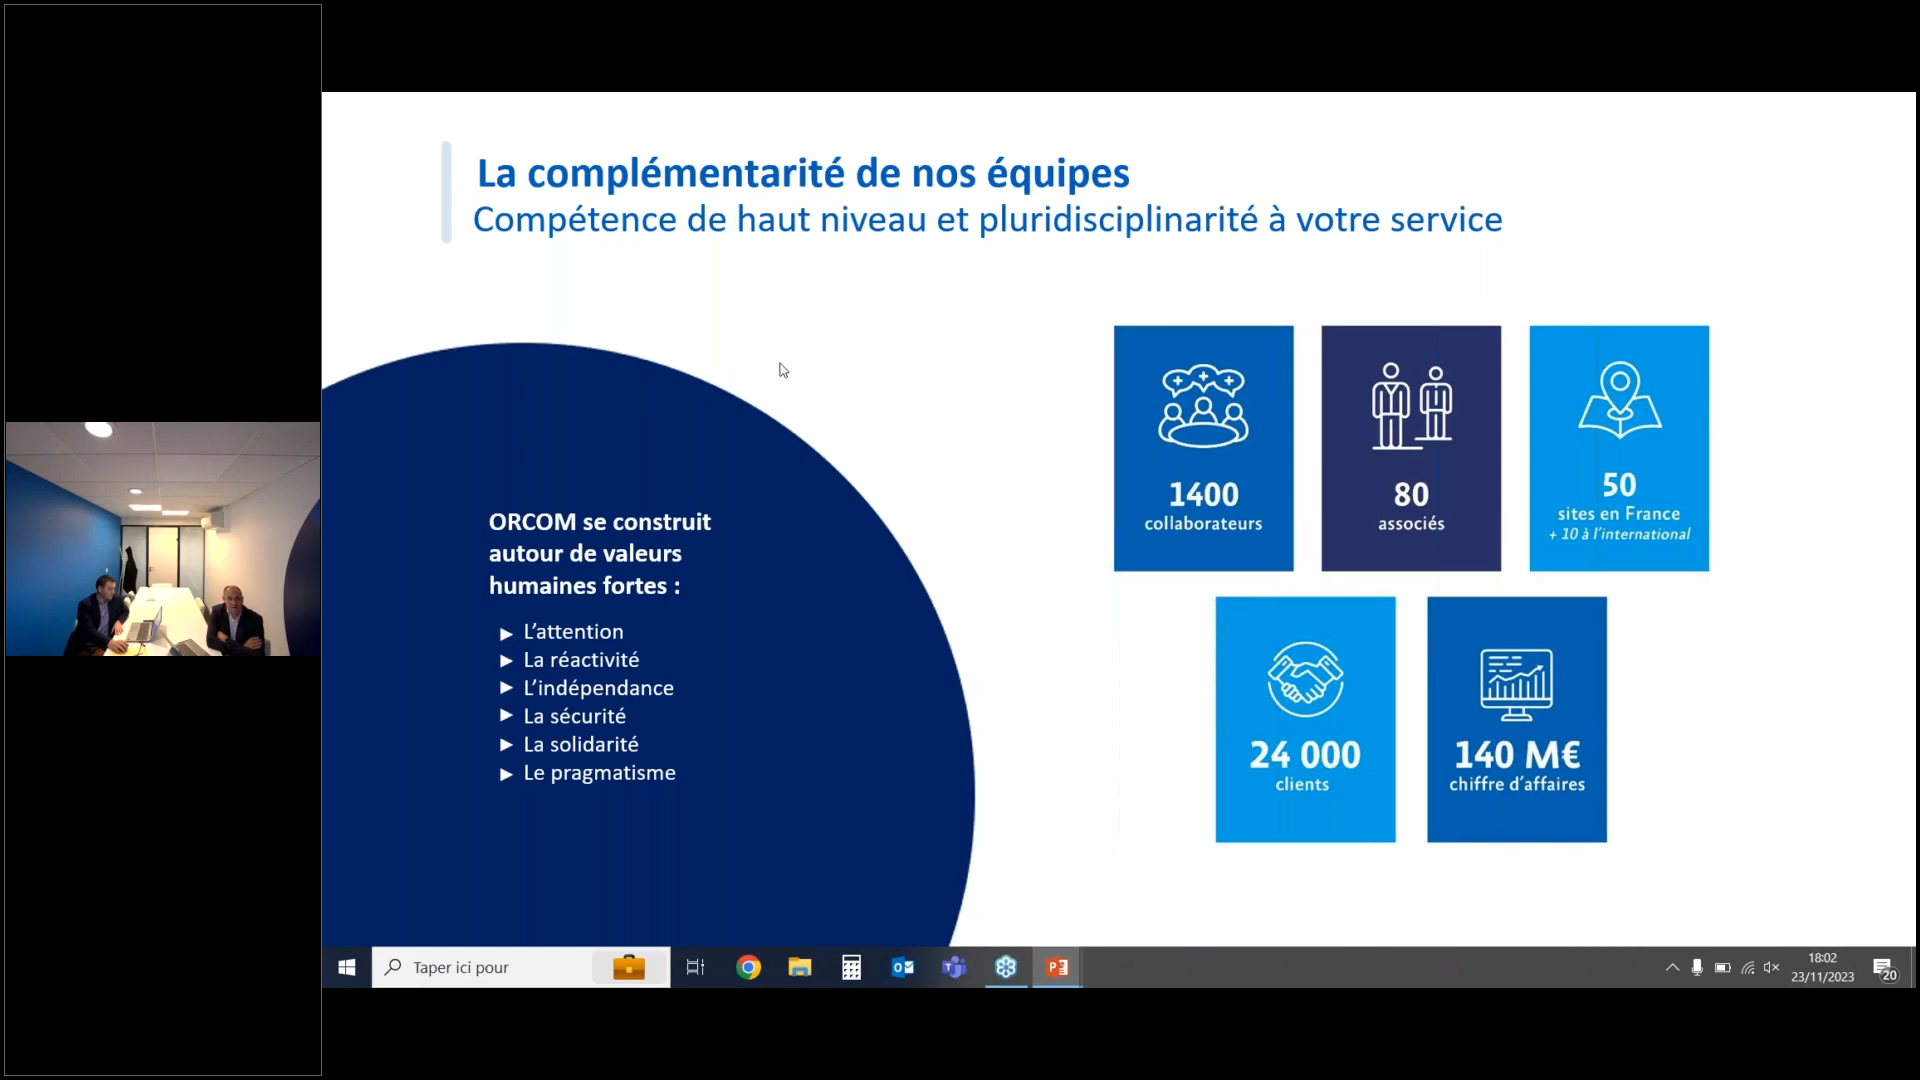 La complémentarité de nos équipes
Compétence de haut niveau et pluridisciplinarité à votre service
ORCOM se construit
autour de valeurs
humaines fortes :
► L'attention
► La réactivité
► L'indépendance
► La sécurité
► La solidarité
► Le pragmatisme
1400
collaborateurs
80
associés
50
sites en France
+ 10 à l'international
24 000
clients
140 M€
chiffre d'affaires
Taper ici pour
18:02
23/11/2023
20